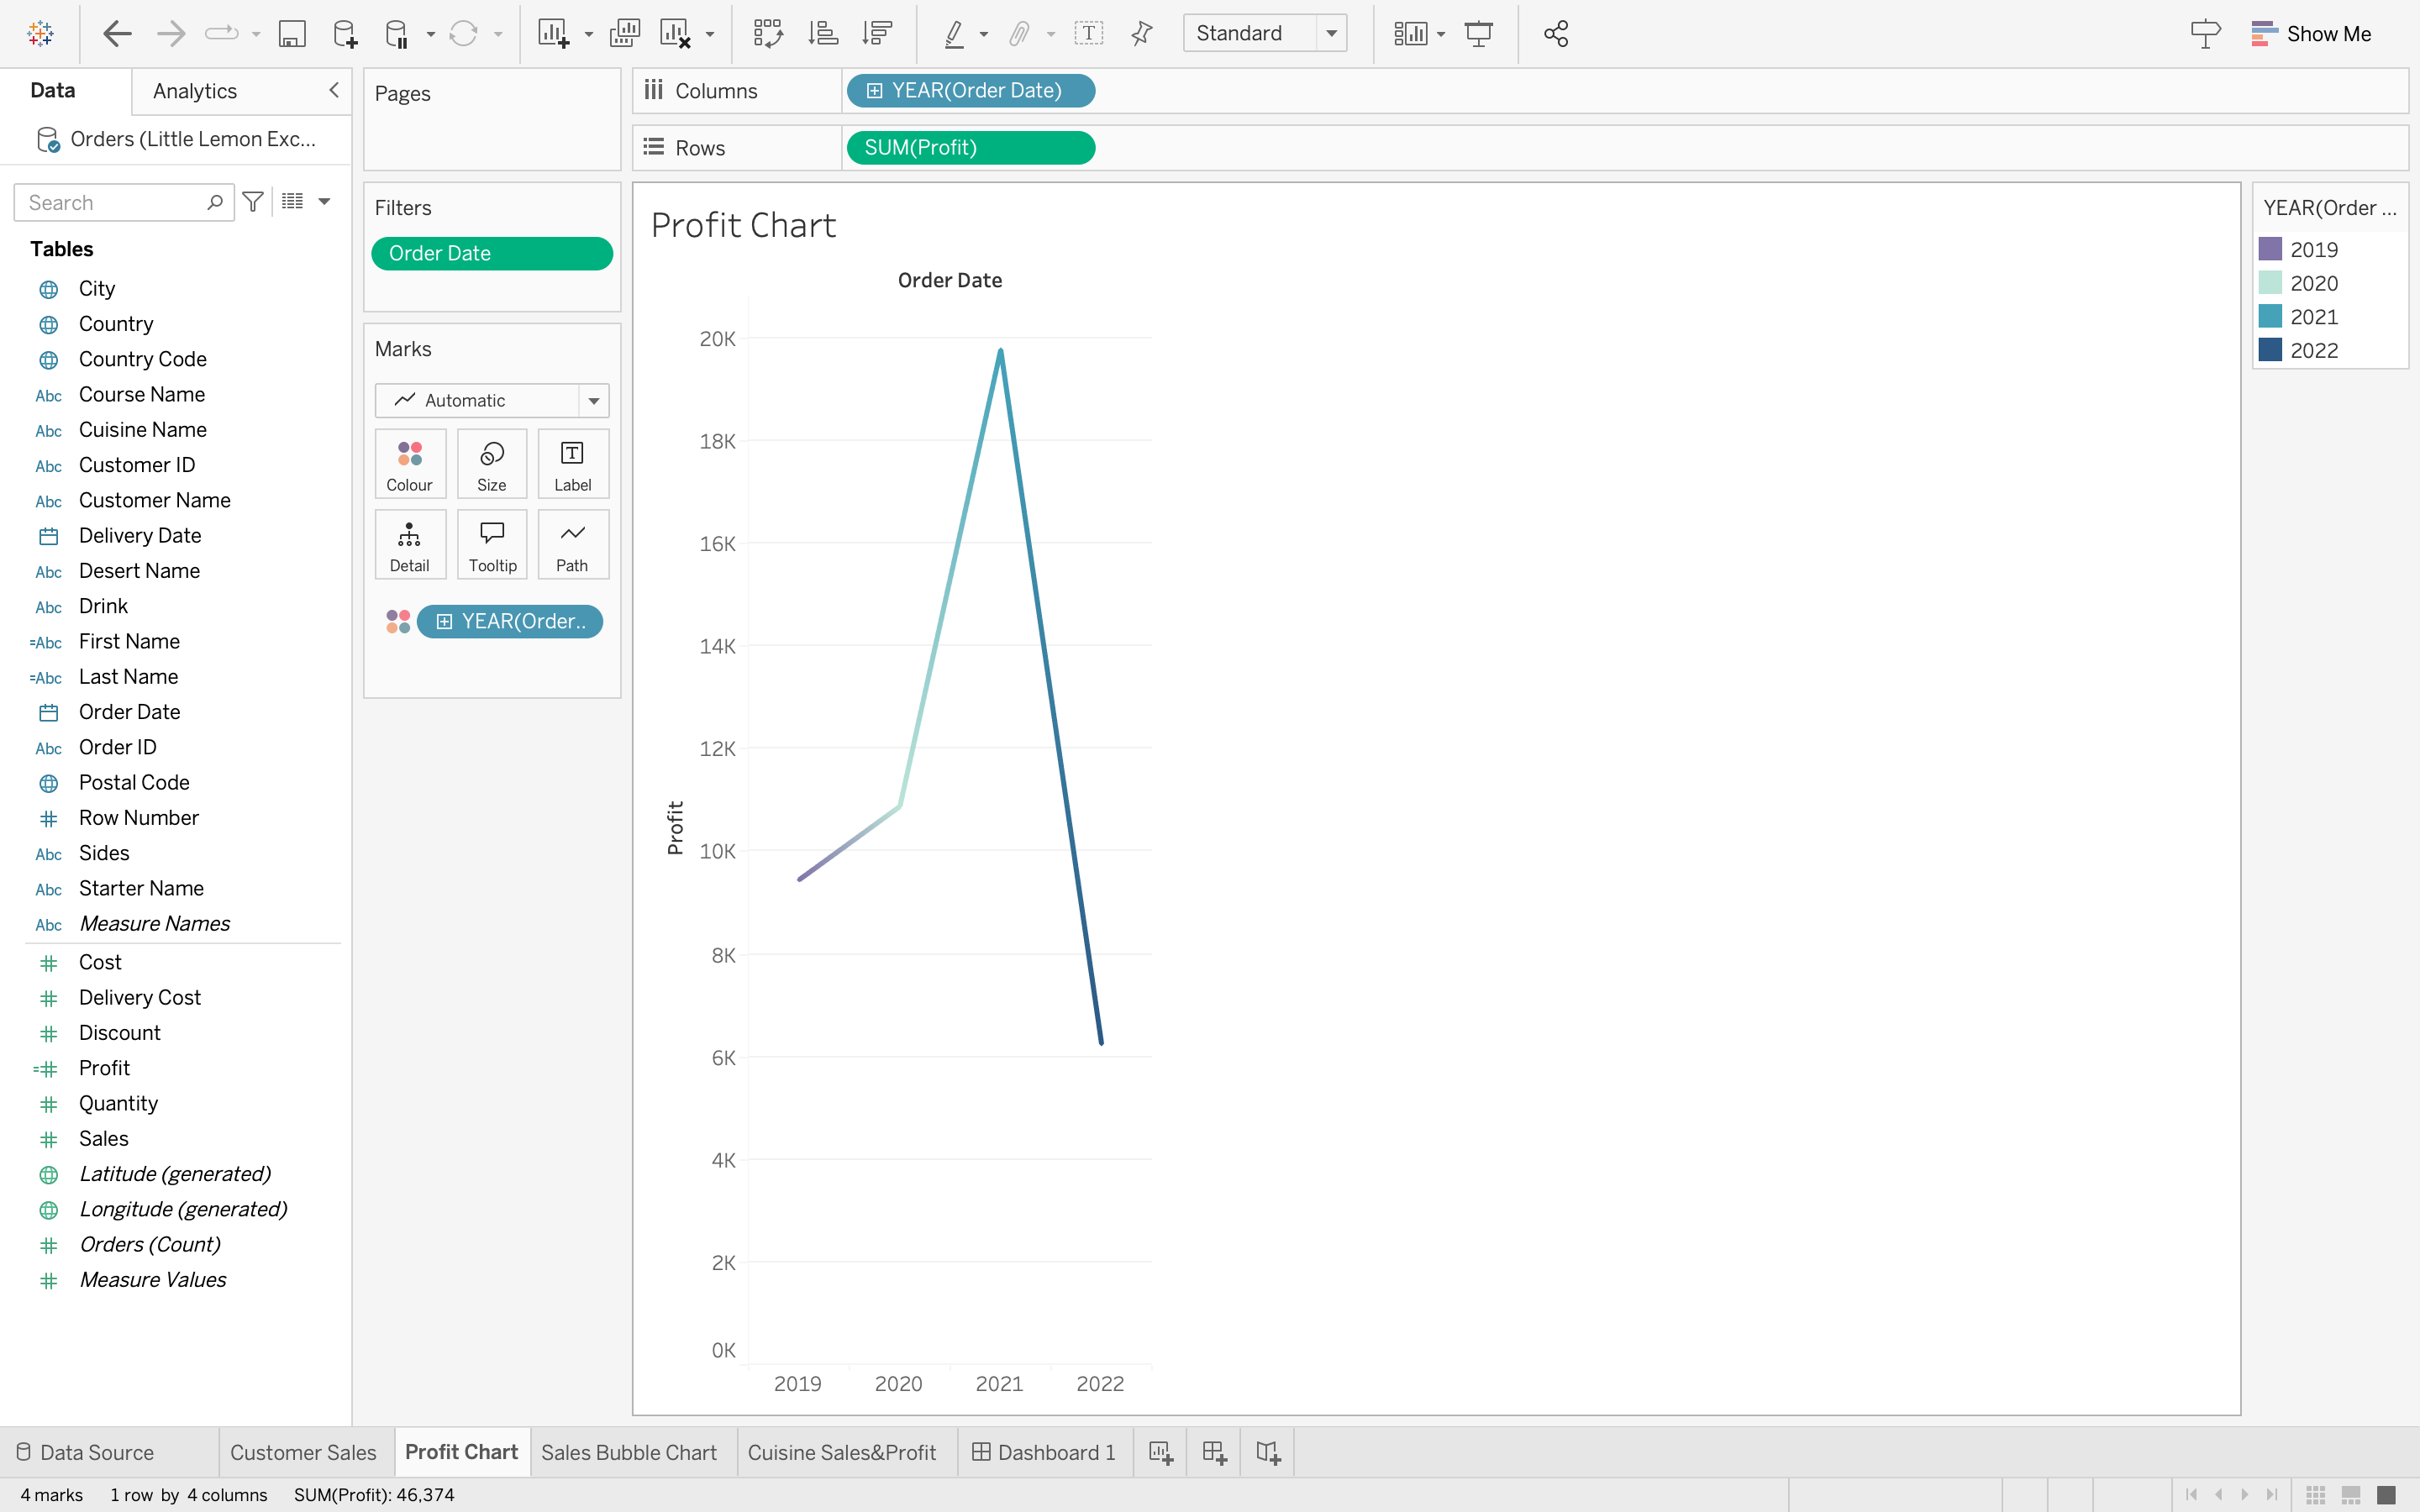 Standard
Show Me
Data
Analytics
Orders (Little Lemon Exc...
Search
Tables
City
Country
Country Code
Abc Course Name
Abc Cuisine Name
Abc Customer ID
Abc Customer Name
Delivery Date
Abc Desert Name
Abc Drink
=Abc First Name
=Abc Last Name
Order Date
Abc Order ID
Postal Code
# Row Number
Abc Sides
Abc Starter Name
Abc Measure Names
# Cost
# Delivery Cost
# Discount
=# Profit
# Quantity
# Sales
Latitude (generated)
Longitude (generated)
# Orders (Count)
# Measure Values
Pages
Filters
Order Date
Marks
Automatic
Colour Size Label
Detail Tooltip Path
YEAR(Order..
Columns YEAR(Order Date)
Rows SUM(Profit)
Profit Chart
Order Date
Profit
20K
18K
16K
14K
12K
10K
8K
6K
4K
2K
0K
2019 2020 2021 2022
YEAR(Order ...
2019
2020
2021
2022
Data Source Customer Sales Profit Chart Sales Bubble Chart Cuisine Sales&Profit Dashboard 1
4 marks 1 row by 4 columns SUM(Profit): 46,374